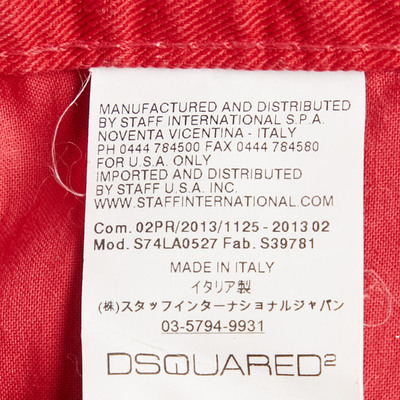 MANUFACTURED AND DISTRIBUTED
BY STAFF INTERNATIONAL S.P.A.
NOVENTA VICENTINA - ITALY
PH 0444 784500 FAX 0444 784580
FOR U.S.A. ONLY
IMPORTED AND DISTRIBUTED
BY STAFF U.S.A. INC.
WWW.STAFFINTERNATIONAL.COM
Com. 02PR/2013/1125 - 2013 02
Mod. S74LA0527 Fab. S39781
MADE IN ITALY
イタリア製
(株)スタッフインターナショナルジャパン
03-5794-9931
DSQUARED²